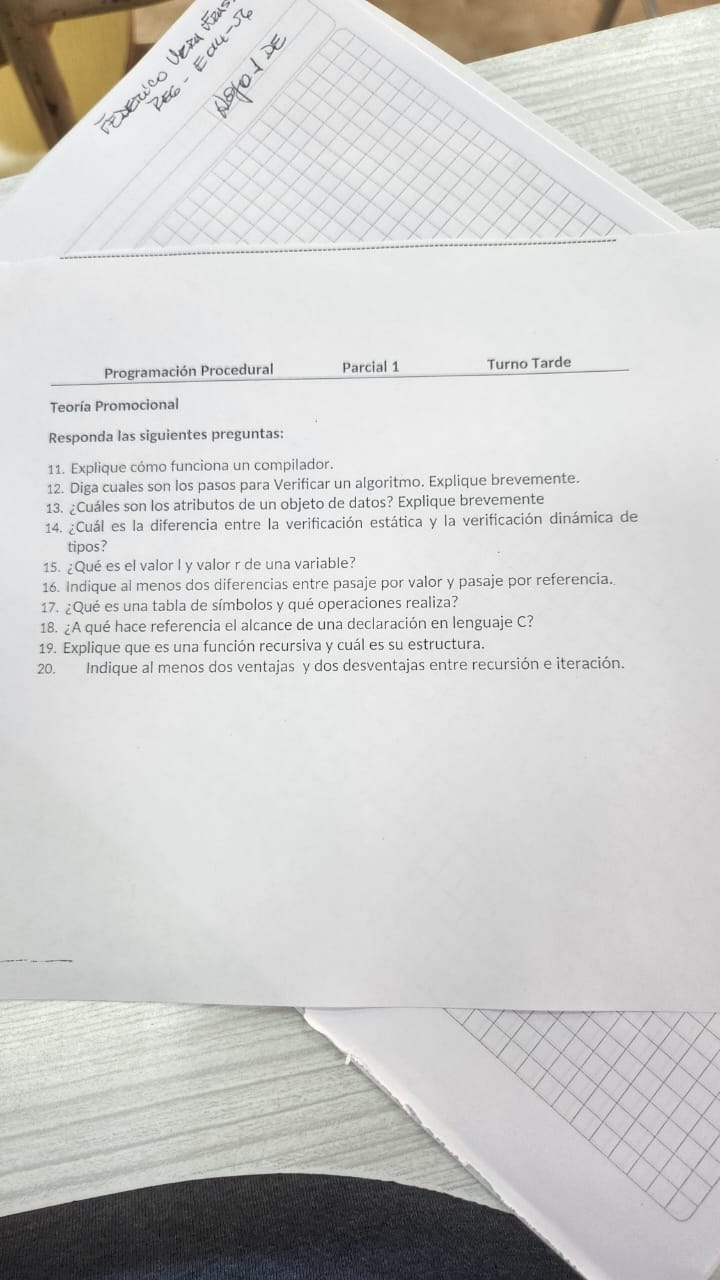 FEDERICO VERA
REG - E014-56
Hoja 1 DE
Programación Procedural Parcial 1 Turno Tarde
Teoría Promocional
Responda las siguientes preguntas:
11. Explique cómo funciona un compilador.
12. Diga cuales son los pasos para Verificar un algoritmo. Explique brevemente.
13. ¿Cuáles son los atributos de un objeto de datos? Explique brevemente
14. ¿Cuál es la diferencia entre la verificación estática y la verificación dinámica de
tipos?
15. ¿Qué es el valor l y valor r de una variable?
16. Indique al menos dos diferencias entre pasaje por valor y pasaje por referencia.
17. ¿Qué es una tabla de símbolos y qué operaciones realiza?
18. ¿A qué hace referencia el alcance de una declaración en lenguaje C?
19. Explique que es una función recursiva y cuál es su estructura.
20. Indique al menos dos ventajas y dos desventajas entre recursión e iteración.